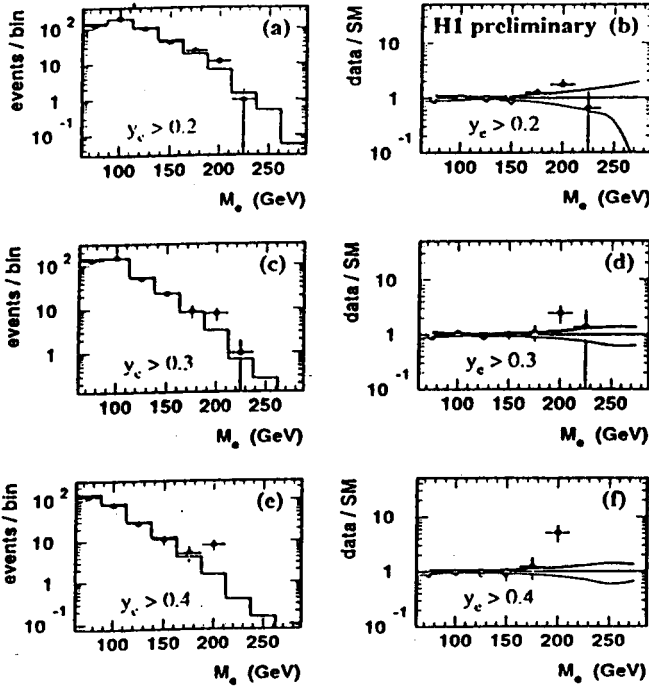 events / bin
10²
10
1
10⁻¹
(a)
y_e > 0.2
100 150 200 250
M_e (GeV)
data / SM
10
1
10⁻¹
H1 preliminary (b)
y_e > 0.2
100 150 200 250
M_e (GeV)
events / bin
10²
10
1
(c)
y_e > 0.3
100 150 200 250
M_e (GeV)
data / SM
10
1
10⁻¹
(d)
y_e > 0.3
100 150 200 250
M_e (GeV)
events / bin
10²
10
1
10⁻¹
(e)
y_e > 0.4
100 150 200 250
M_e (GeV)
data / SM
10
1
10⁻¹
(f)
y_e > 0.4
100 150 200 250
M_e (GeV)